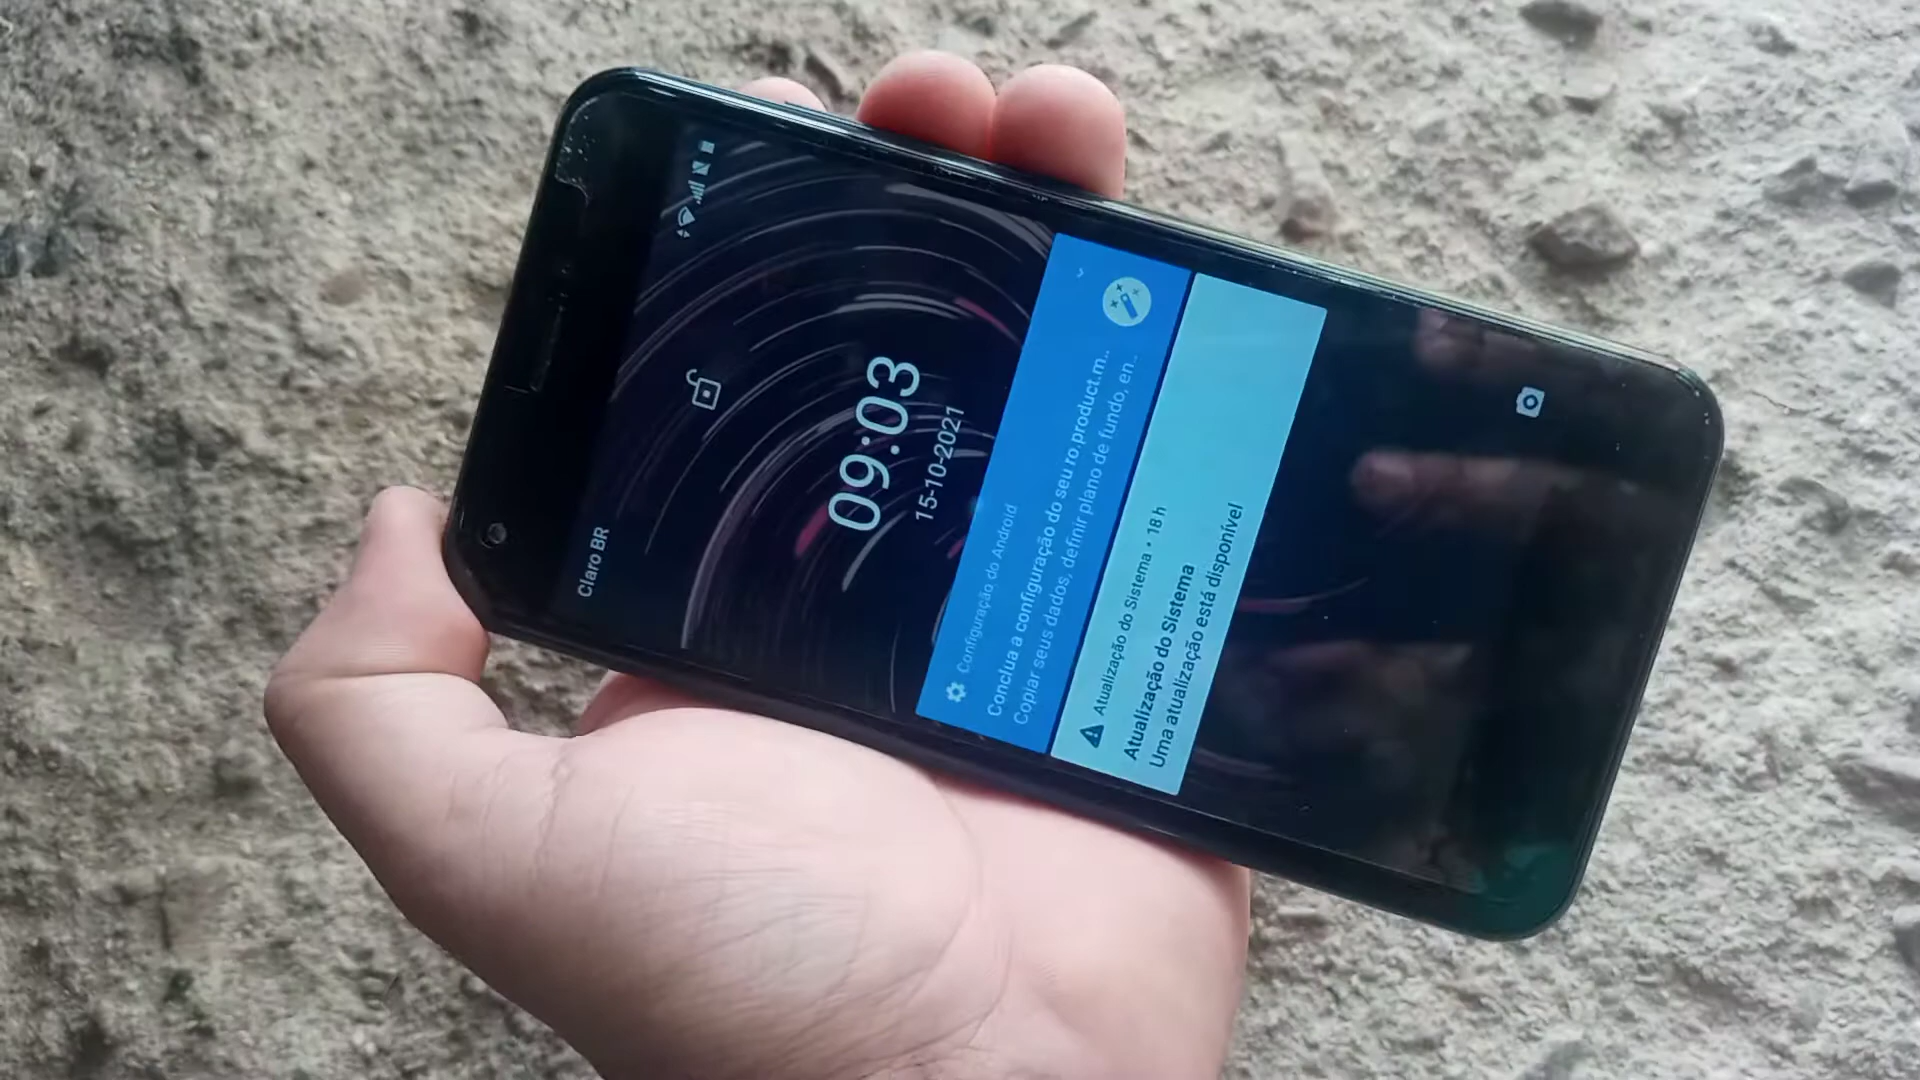 Claro BR
09:03
15-10-2021
Configuração do Android
Conclua a configuração do seu ro.product.m..
Copiar seus dados, definir plano de fundo, en..
Atualização do Sistema • 18 h
Atualização do Sistema
Uma atualização está disponível